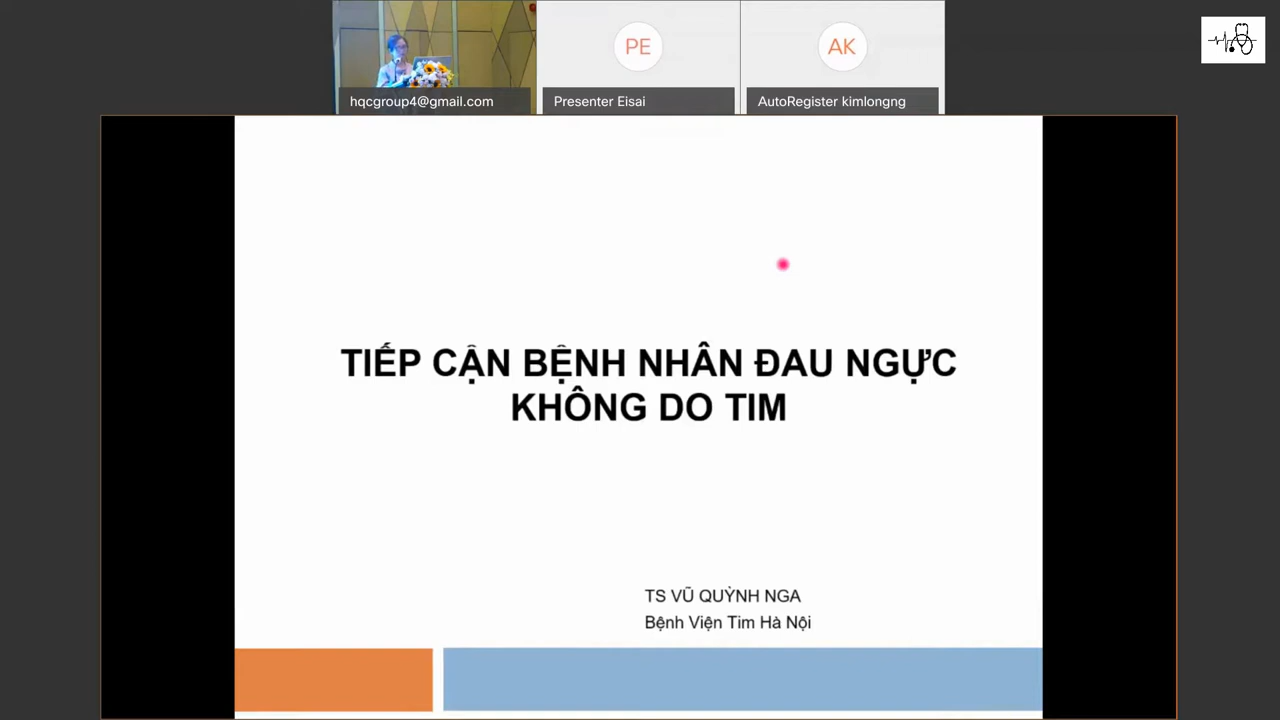 hqcgroup4@gmail.com
PE
Presenter Eisai
AK
AutoRegister kimlongng
TIẾP CẬN BỆNH NHÂN ĐAU NGỰC
KHÔNG DO TIM
TS VŨ QUỲNH NGA
Bệnh Viện Tim Hà Nội